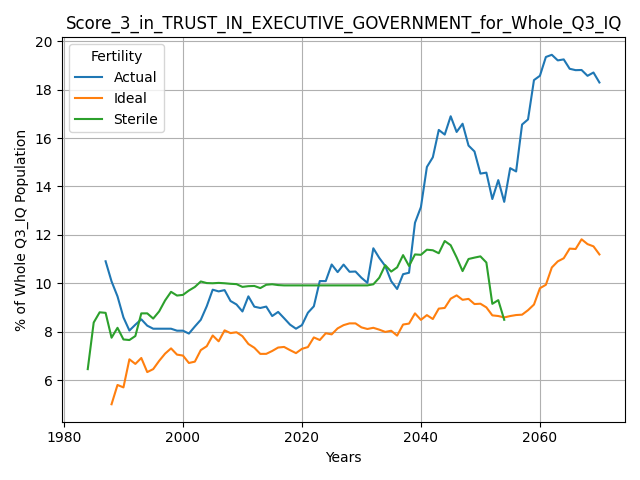 Score_3_in_TRUST_IN_EXECUTIVE_GOVERNMENT_for_Whole_Q3_IQ
Fertility
Actual
Ideal
Sterile
% of Whole Q3_IQ Population
20
18
16
14
12
10
8
6
1980
2000
2020
2040
2060
Years